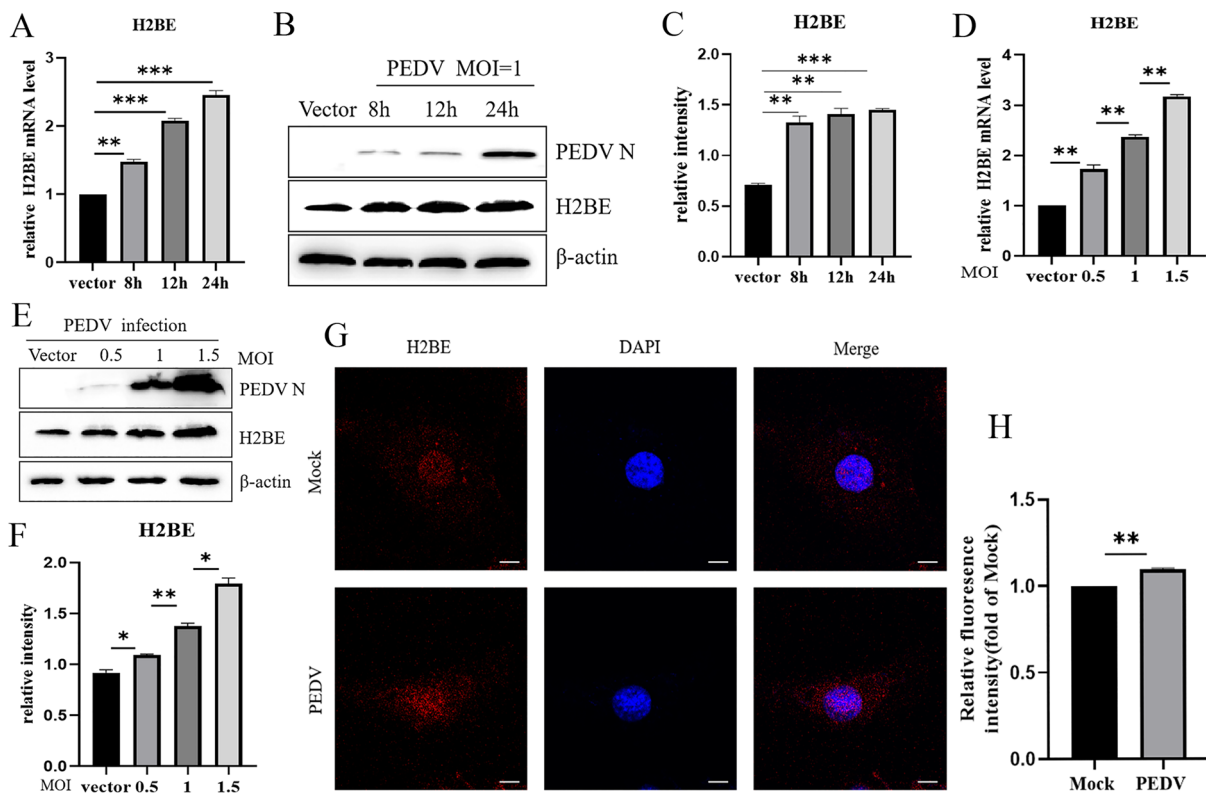 A
H2BE
relative H2BE mRNA level
3
2
1
0
** *** ***
vector 8h 12h 24h
B
PEDV MOI=1
Vector 8h 12h 24h
PEDV N
H2BE
β-actin
C
H2BE
relative intensity
2.0
1.5
1.0
0.5
0.0
** ** ***
vector 8h 12h 24h
D
H2BE
relative H2BE mRNA level
4
3
2
1
0
** ** **
MOI vector 0.5 1 1.5
E
PEDV infection
Vector 0.5 1 1.5 MOI
PEDV N
H2BE
β-actin
F
H2BE
relative intensity
2.0
1.5
1.0
0.5
0.0
* ** *
MOI vector 0.5 1 1.5
G
H2BE DAPI Merge
Mock
PEDV
H
Relative fluoresence
intensity(fold of Mock)
1.5
1.0
0.5
0.0
**
Mock PEDV